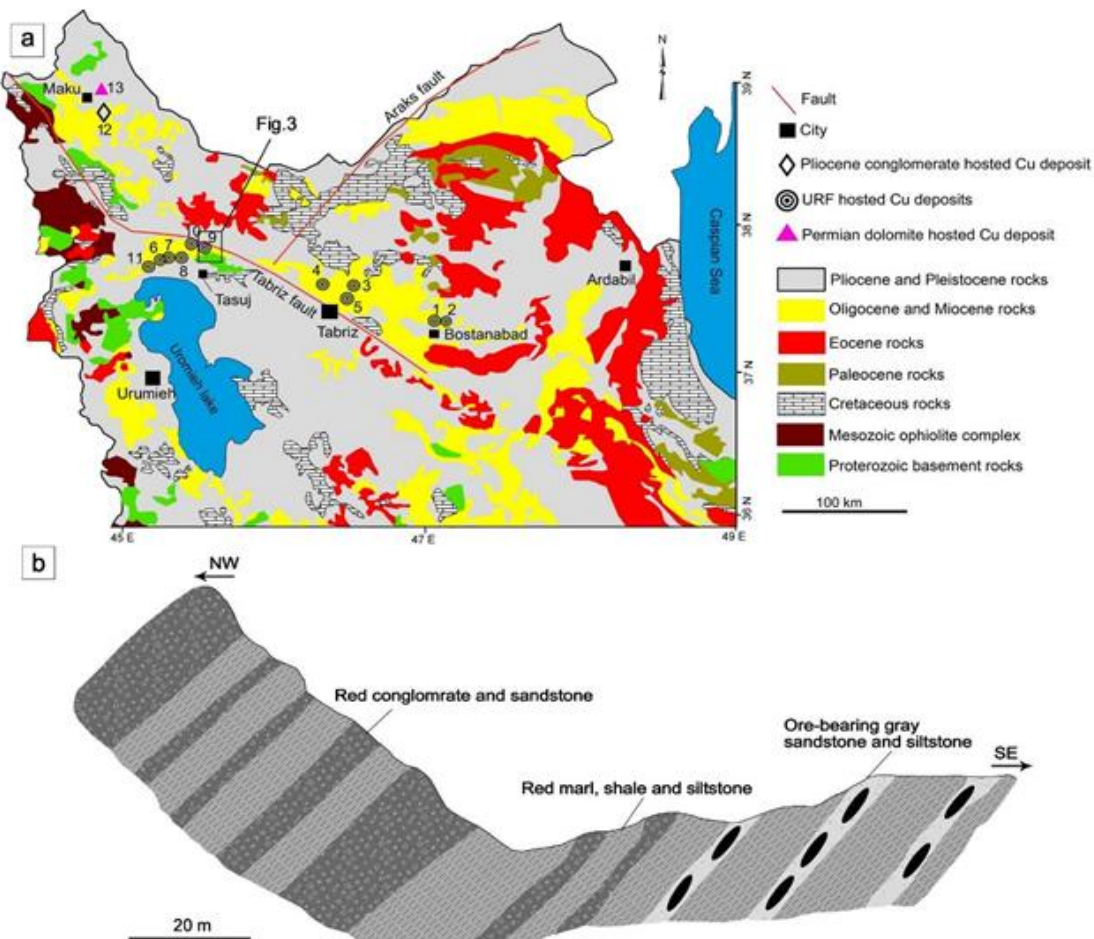 a
N
Maku
13
12
Fig.3
Araks fault
39 N
38 N
37 N
36 N
Caspian Sea
10
9
6 7
11
8
Tasuj
Tabriz fault
4
3
5
Tabriz
1 2
Bostanabad
Ardabil
Urumieh
Uromieh lake
45 E
47 E
49 E
Fault
City
Pliocene conglomerate hosted Cu deposit
URF hosted Cu deposits
Permian dolomite hosted Cu deposit
Pliocene and Pleistocene rocks
Oligocene and Miocene rocks
Eocene rocks
Paleocene rocks
Cretaceous rocks
Mesozoic ophiolite complex
Proterozoic basement rocks
100 km
b
NW
Red conglomrate and sandstone
Red marl, shale and siltstone
Ore-bearing gray
sandstone and siltstone
SE
20 m